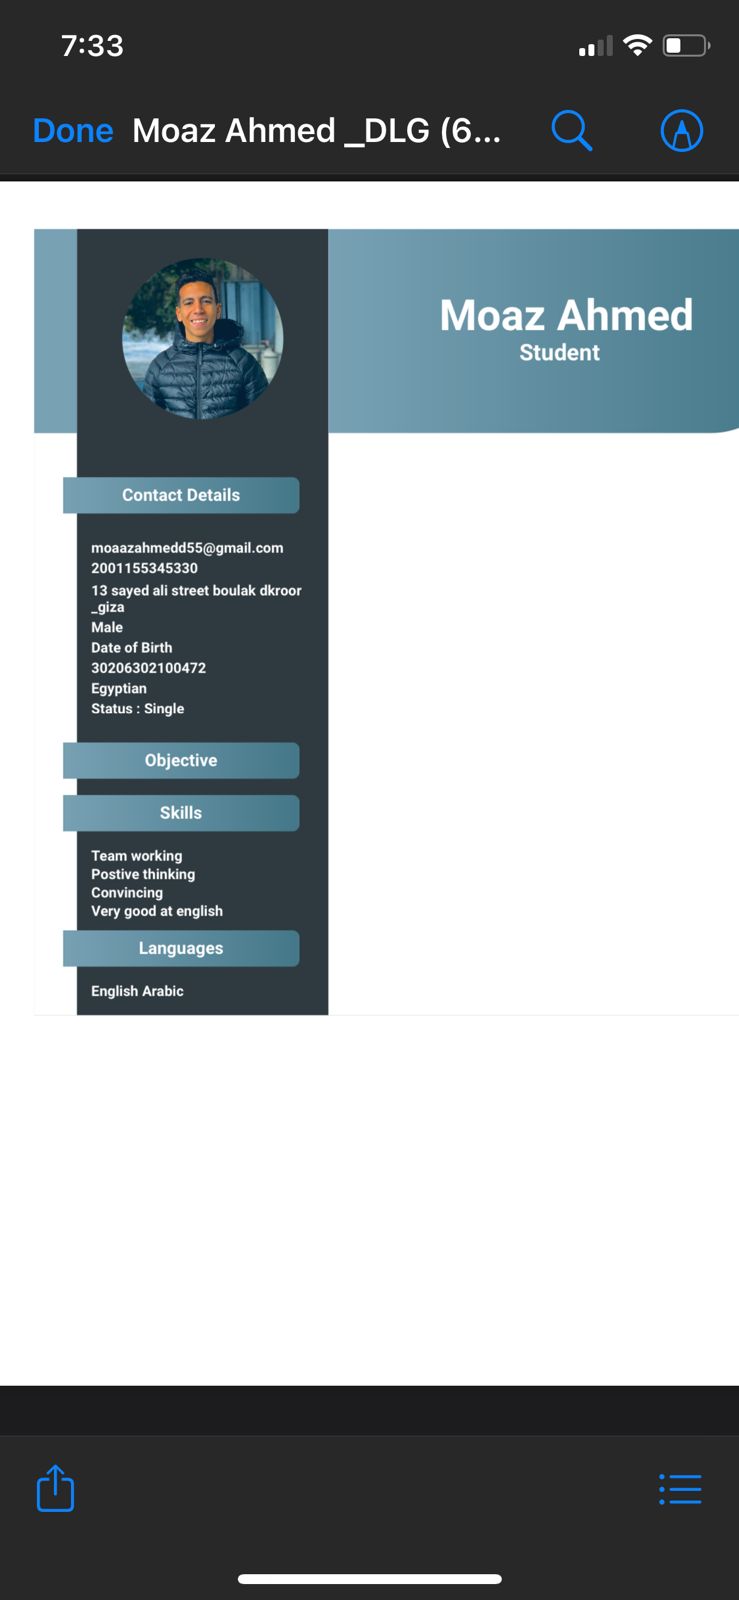 7:33
Done Moaz Ahmed _DLG (6...
Moaz Ahmed
Student
Contact Details
moaazahmedd55@gmail.com
2001155345330
13 sayed ali street boulak dkroor
_giza
Male
Date of Birth
30206302100472
Egyptian
Status : Single
Objective
Skills
Team working
Postive thinking
Convincing
Very good at english
Languages
English Arabic